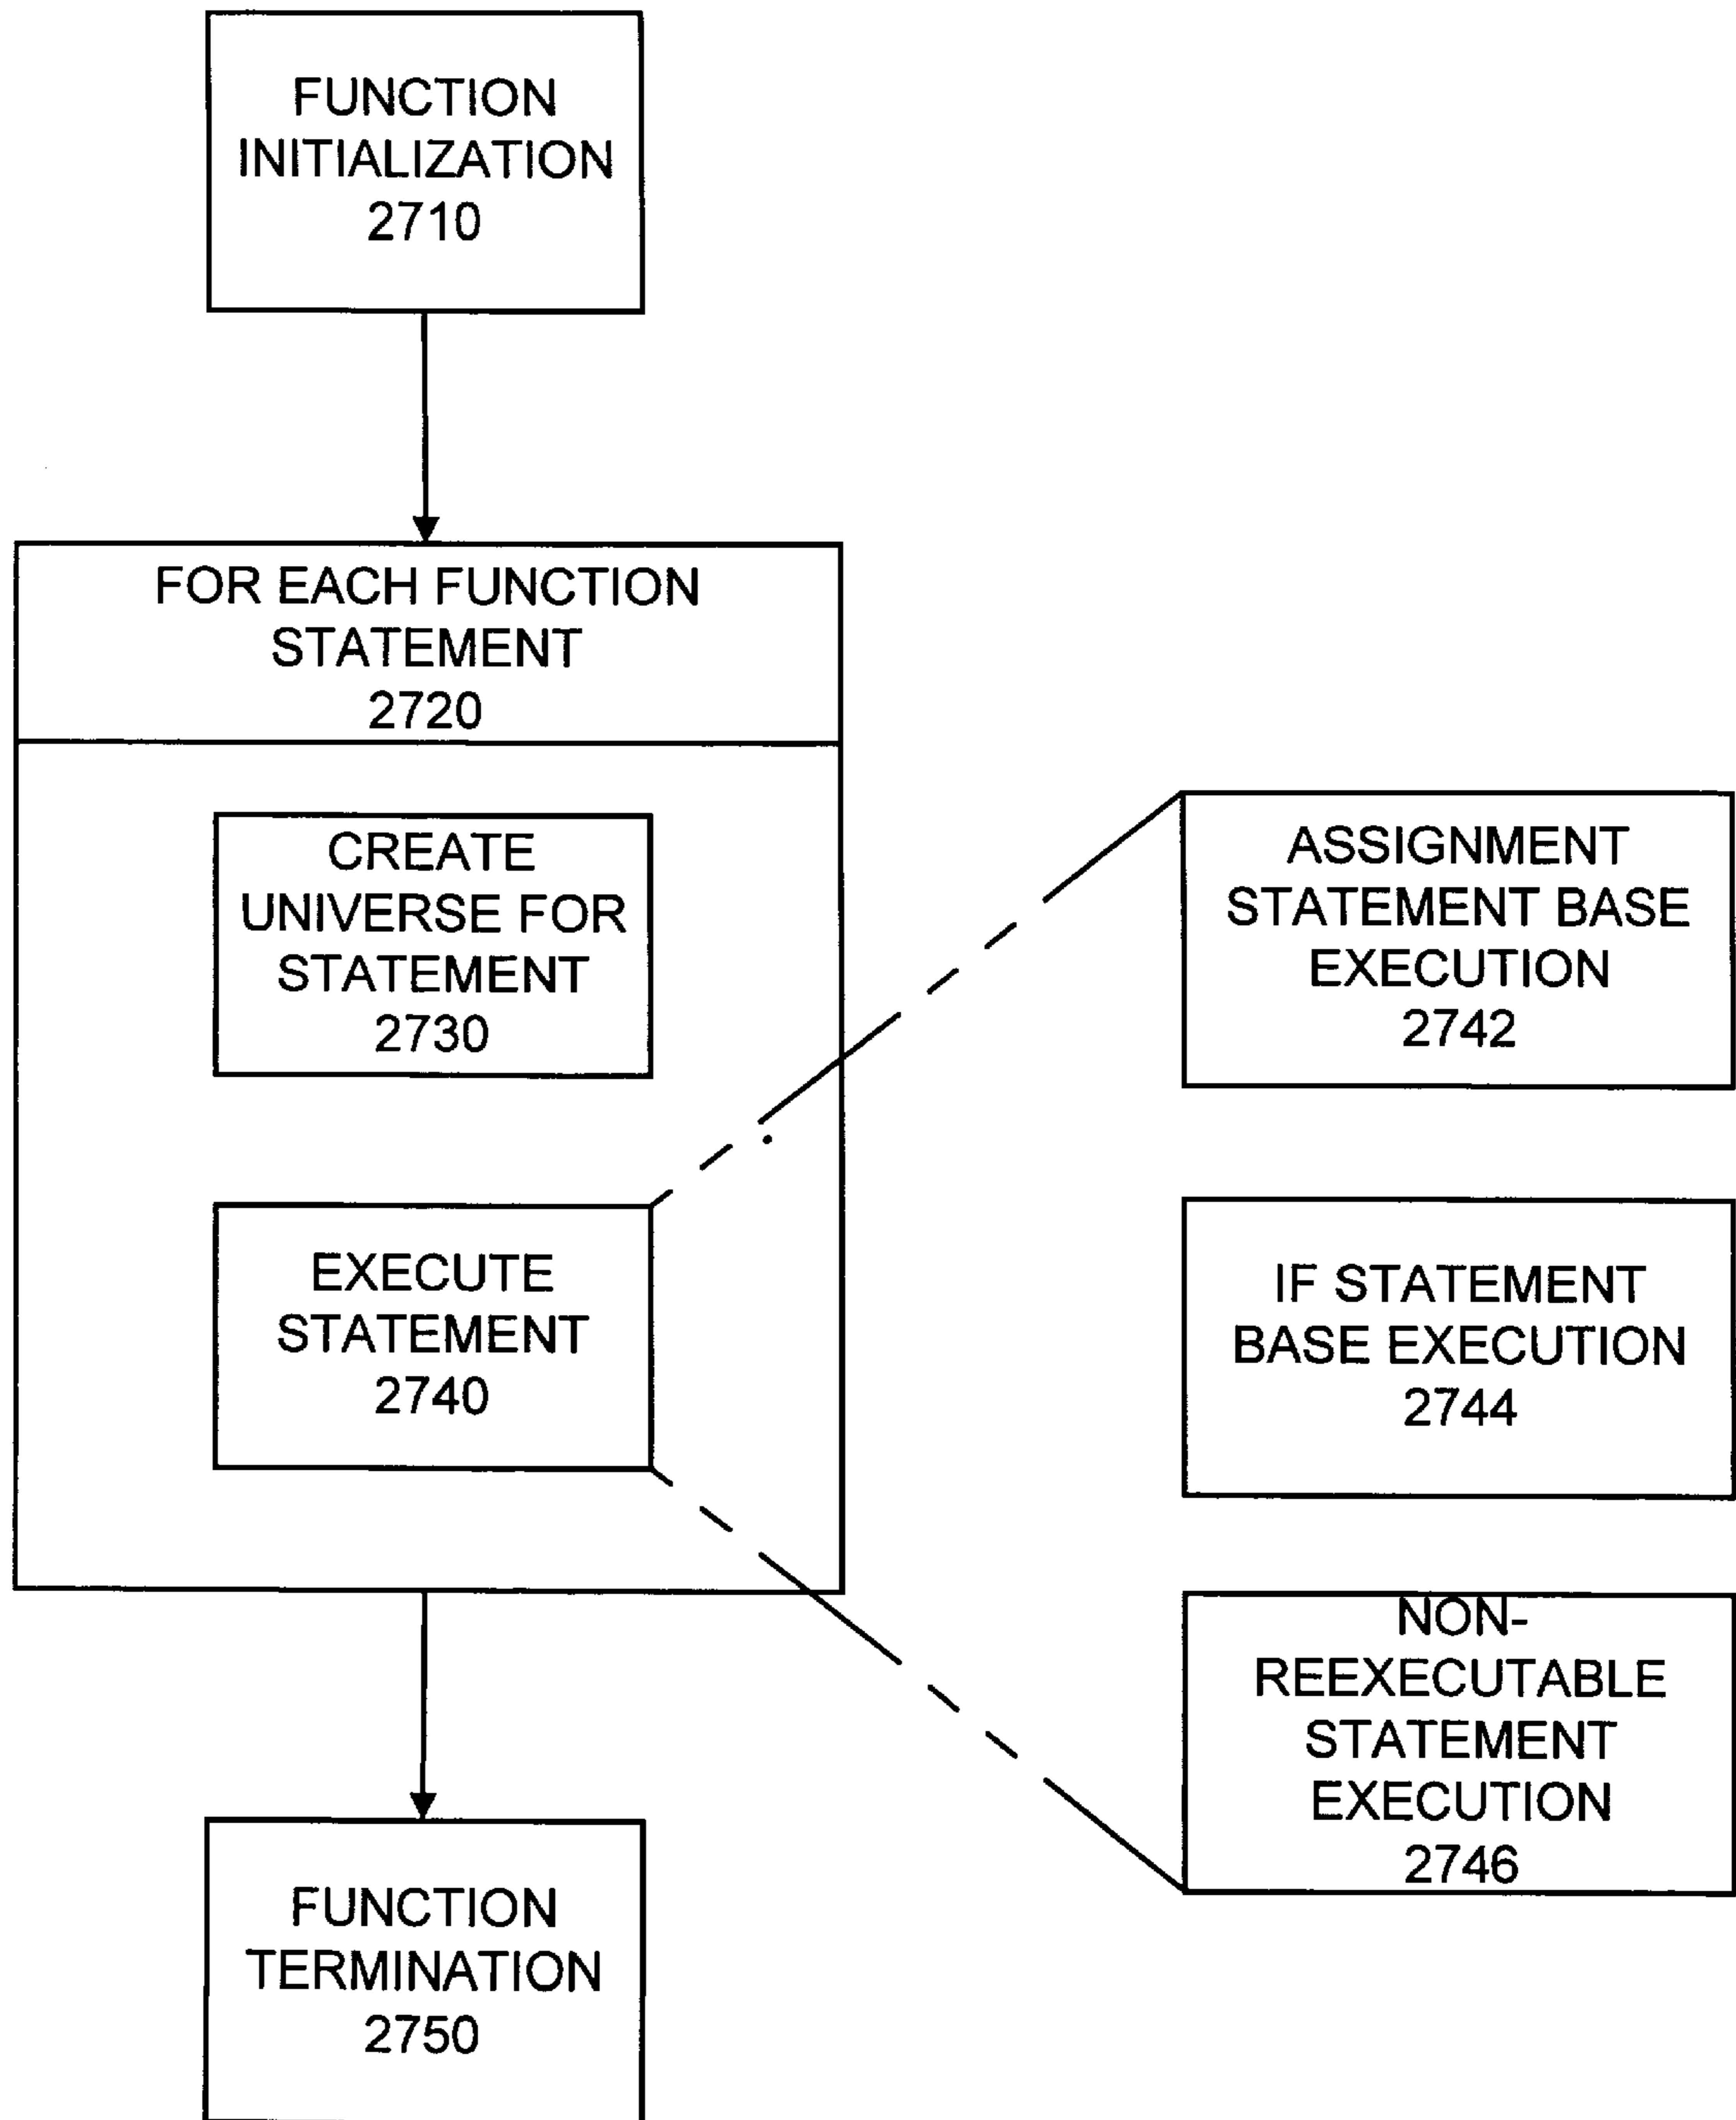 FUNCTION
INITIALIZATION
2710
FOR EACH FUNCTION
STATEMENT
2720
CREATE
UNIVERSE FOR
STATEMENT
2730
EXECUTE
STATEMENT
2740
ASSIGNMENT
STATEMENT BASE
EXECUTION
2742
IF STATEMENT
BASE EXECUTION
2744
NON-
REEXECUTABLE
STATEMENT
EXECUTION
2746
FUNCTION
TERMINATION
2750